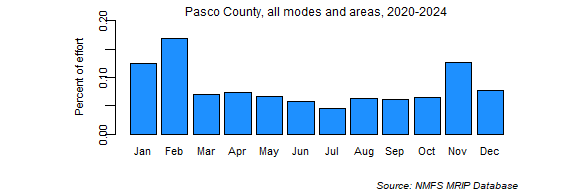 Pasco County, all modes and areas, 2020-2024
Percent of effort
0.20
0.10
0.00
Jan Feb Mar Apr May Jun Jul Aug Sep Oct Nov Dec
Source: NMFS MRIP Database